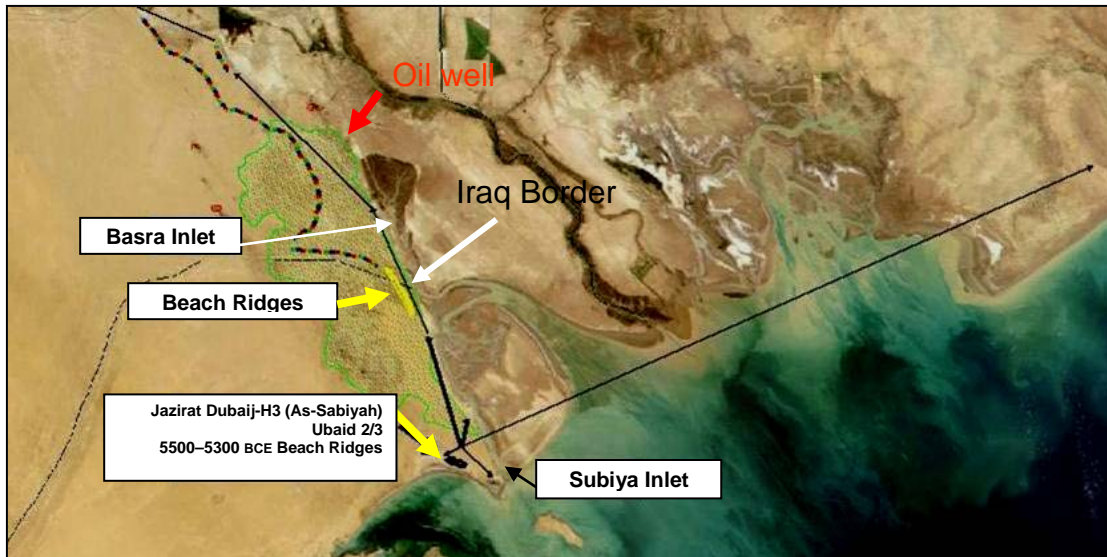 Oil well
Iraq Border
Basra Inlet
Beach Ridges
Jazirat Dubaij-H3 (As-Sabiyah)
Ubaid 2/3
5500–5300 BCE Beach Ridges
Subiya Inlet